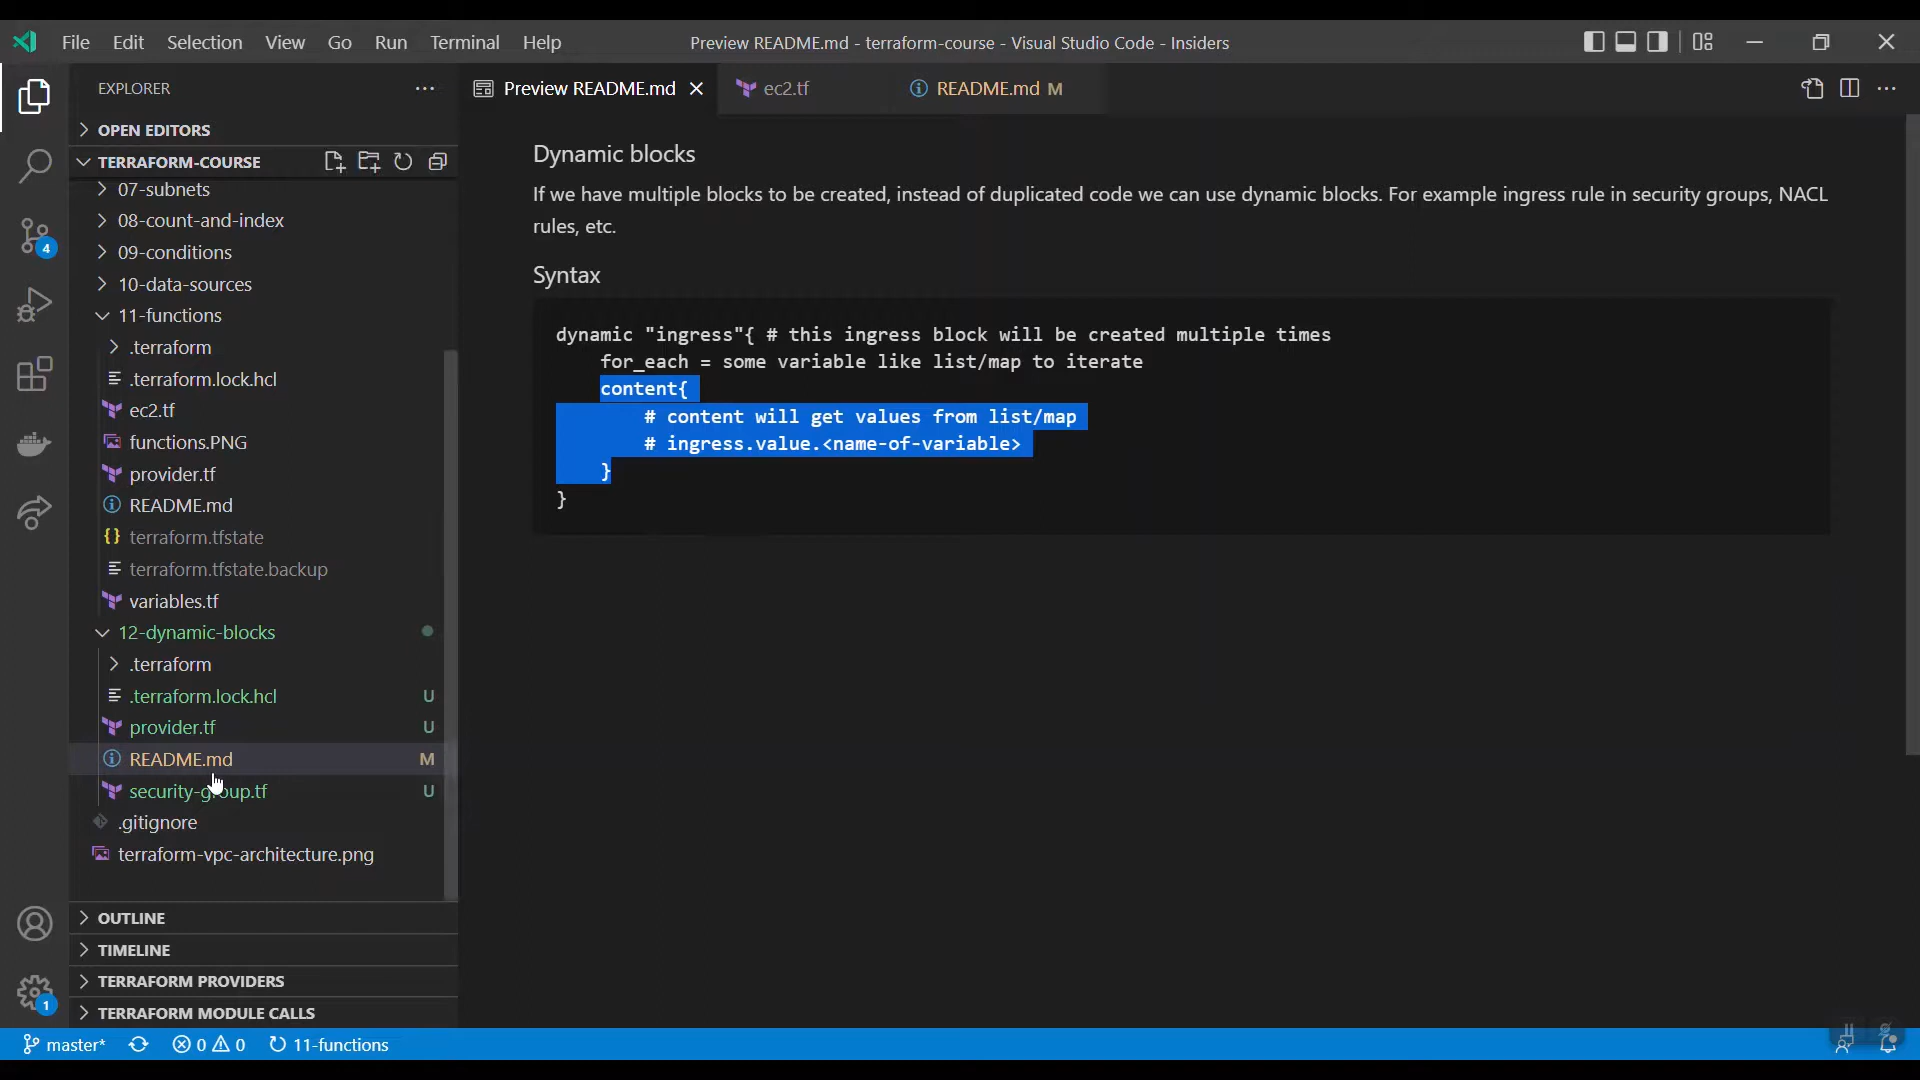 File Edit Selection View Go Run Terminal Help
Preview README.md - terraform-course - Visual Studio Code - Insiders
EXPLORER
OPEN EDITORS
TERRAFORM-COURSE
07-subnets
08-count-and-index
09-conditions
10-data-sources
11-functions
.terraform
.terraform.lock.hcl
ec2.tf
functions.PNG
provider.tf
README.md
terraform.tfstate
terraform.tfstate.backup
variables.tf
12-dynamic-blocks
.terraform
.terraform.lock.hcl U
provider.tf U
README.md M
security-group.tf U
.gitignore
terraform-vpc-architecture.png
OUTLINE
TIMELINE
TERRAFORM PROVIDERS
TERRAFORM MODULE CALLS
4
1
Preview README.md
ec2.tf
README.md M
Dynamic blocks
If we have multiple blocks to be created, instead of duplicated code we can use dynamic blocks. For example ingress rule in security groups, NACL
rules, etc.
Syntax
dynamic "ingress"{ # this ingress block will be created multiple times
for_each = some variable like list/map to iterate
content{
# content will get values from list/map
# ingress.value.<name-of-variable>
}
}
master* 0 0 11-functions